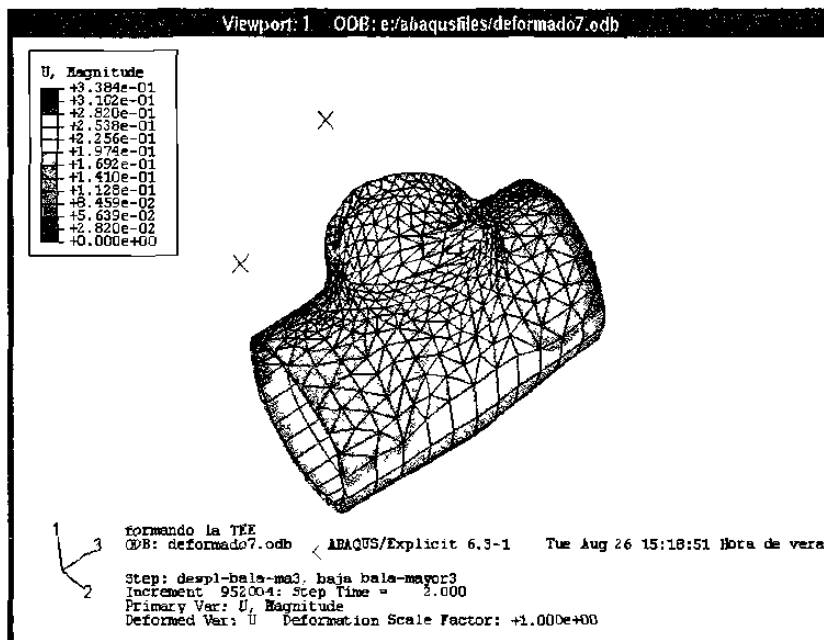 Viewport: 1 ODB: e:/abaqusfiles/deformado7.odb
U, Magnitude
+3.384e-01
+3.102e-01
+2.820e-01
+2.538e-01
+2.256e-01
+1.974e-01
+1.692e-01
+1.410e-01
+1.128e-01
+8.459e-02
+5.639e-02
+2.820e-02
+0.000e+00
1
3
2
formando la TEE
ODB: deformado7.odb ABAQUS/Explicit 6.3-1 Tue Aug 26 15:18:51 Hora de vera
Step: despl-bala-ma3, baja bala-mayor3
Increment 952004: Step Time = 2.000
Primary Var: U, Magnitude
Deformed Var: U Deformation Scale Factor: +1.000e+00